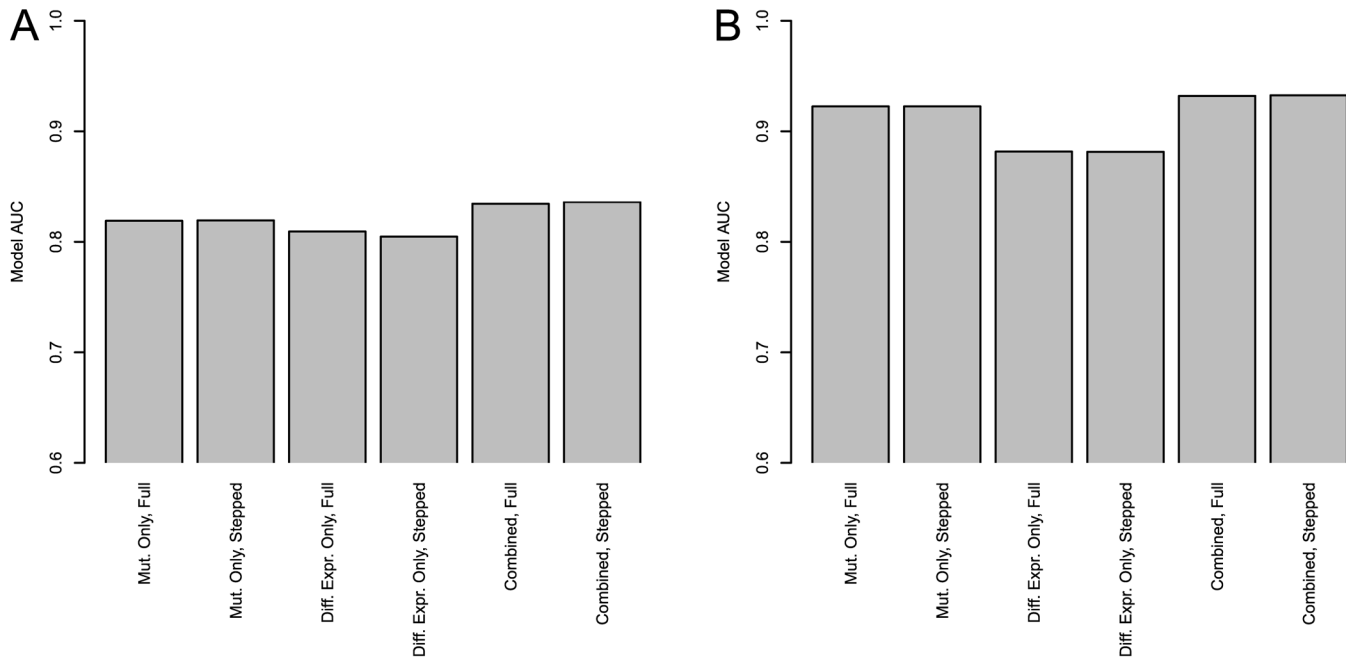 A
1.0
0.9
0.8
0.7
0.6
Model AUC
Mut. Only, Full
Mut. Only, Stepped
Diff. Expr. Only, Full
Diff. Expr. Only, Stepped
Combined, Full
Combined, Stepped
B
1.0
0.9
0.8
0.7
0.6
Model AUC
Mut. Only, Full
Mut. Only, Stepped
Diff. Expr. Only, Full
Diff. Expr. Only, Stepped
Combined, Full
Combined, Stepped